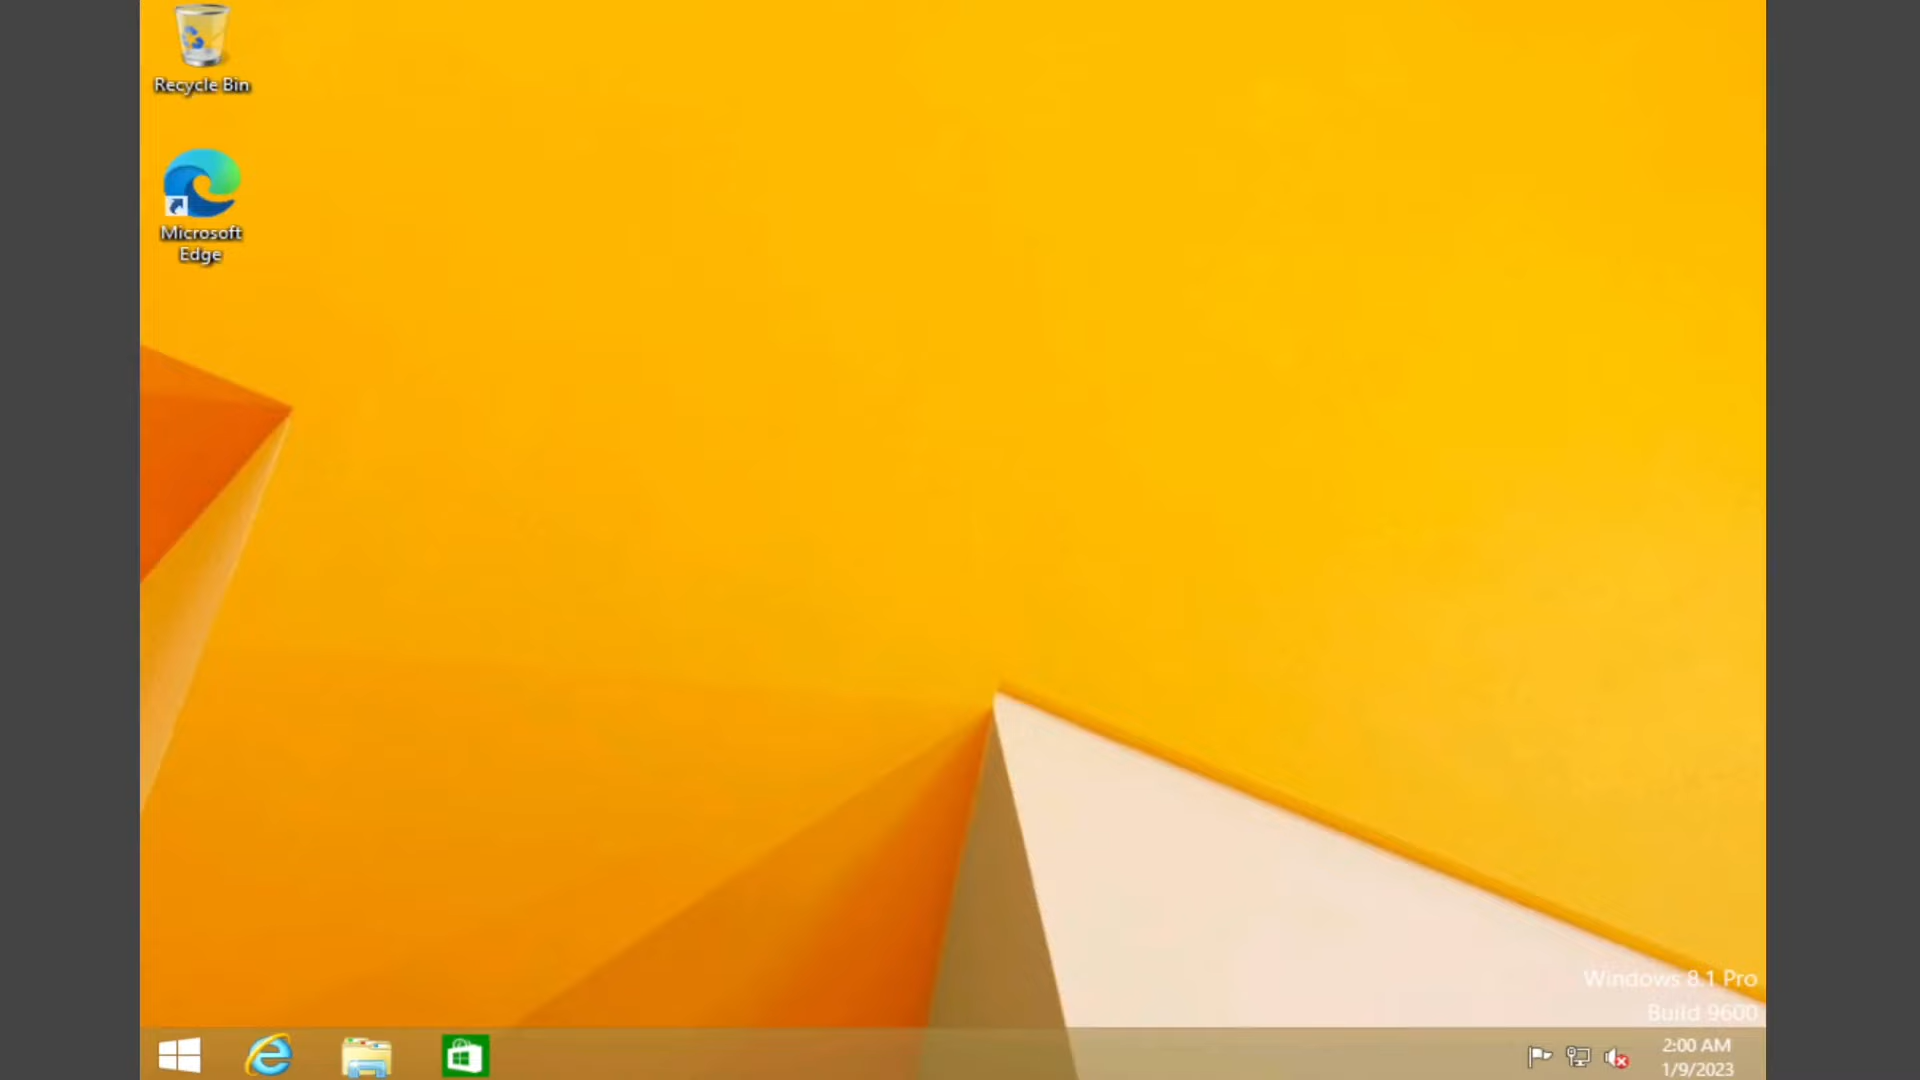 Recycle Bin
Microsoft
Edge
Windows 8.1 Pro
Build 9600
2:00 AM
1/9/2023